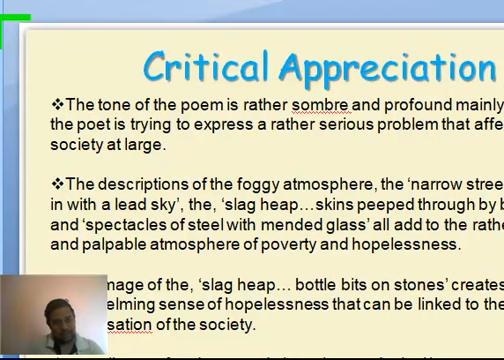 Critical Appreciation
❖The tone of the poem is rather sombre and profound mainly
the poet is trying to express a rather serious problem that affe
society at large.
❖The descriptions of the foggy atmosphere, the 'narrow stree
in with a lead sky', the, 'slag heap…skins peeped through by b
and 'spectacles of steel with mended glass' all add to the rathe
and palpable atmosphere of poverty and hopelessness.
mage of the, 'slag heap… bottle bits on stones' creates
elming sense of hopelessness that can be linked to the
sation of the society.